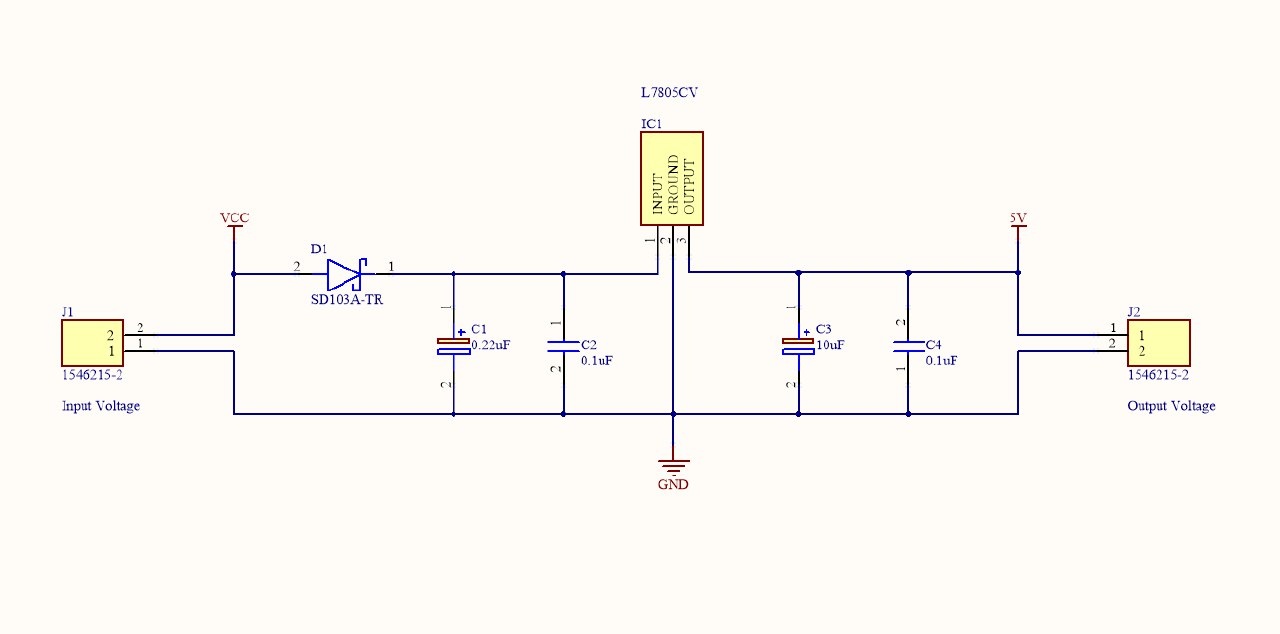 L7805CV
IC1
INPUT
GROUND
OUTPUT
1
2
3
VCC
5V
D1
2
1
SD103A-TR
J1
2
1
2
1
1546215-2
Input Voltage
1
+
C1
0.22uF
2
1
C2
0.1uF
2
1
+
C3
10uF
2
2
C4
0.1uF
1
J2
1
2
1
2
1546215-2
Output Voltage
GND